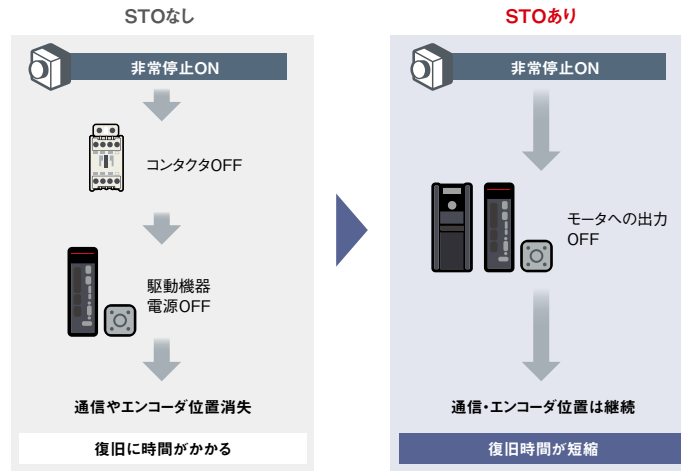 STOなし
非常停止ON
コンタクタOFF
駆動機器
電源OFF
通信やエンコーダ位置消失
復旧に時間がかかる
STOあり
非常停止ON
モータへの出力
OFF
通信・エンコーダ位置は継続
復旧時間が短縮